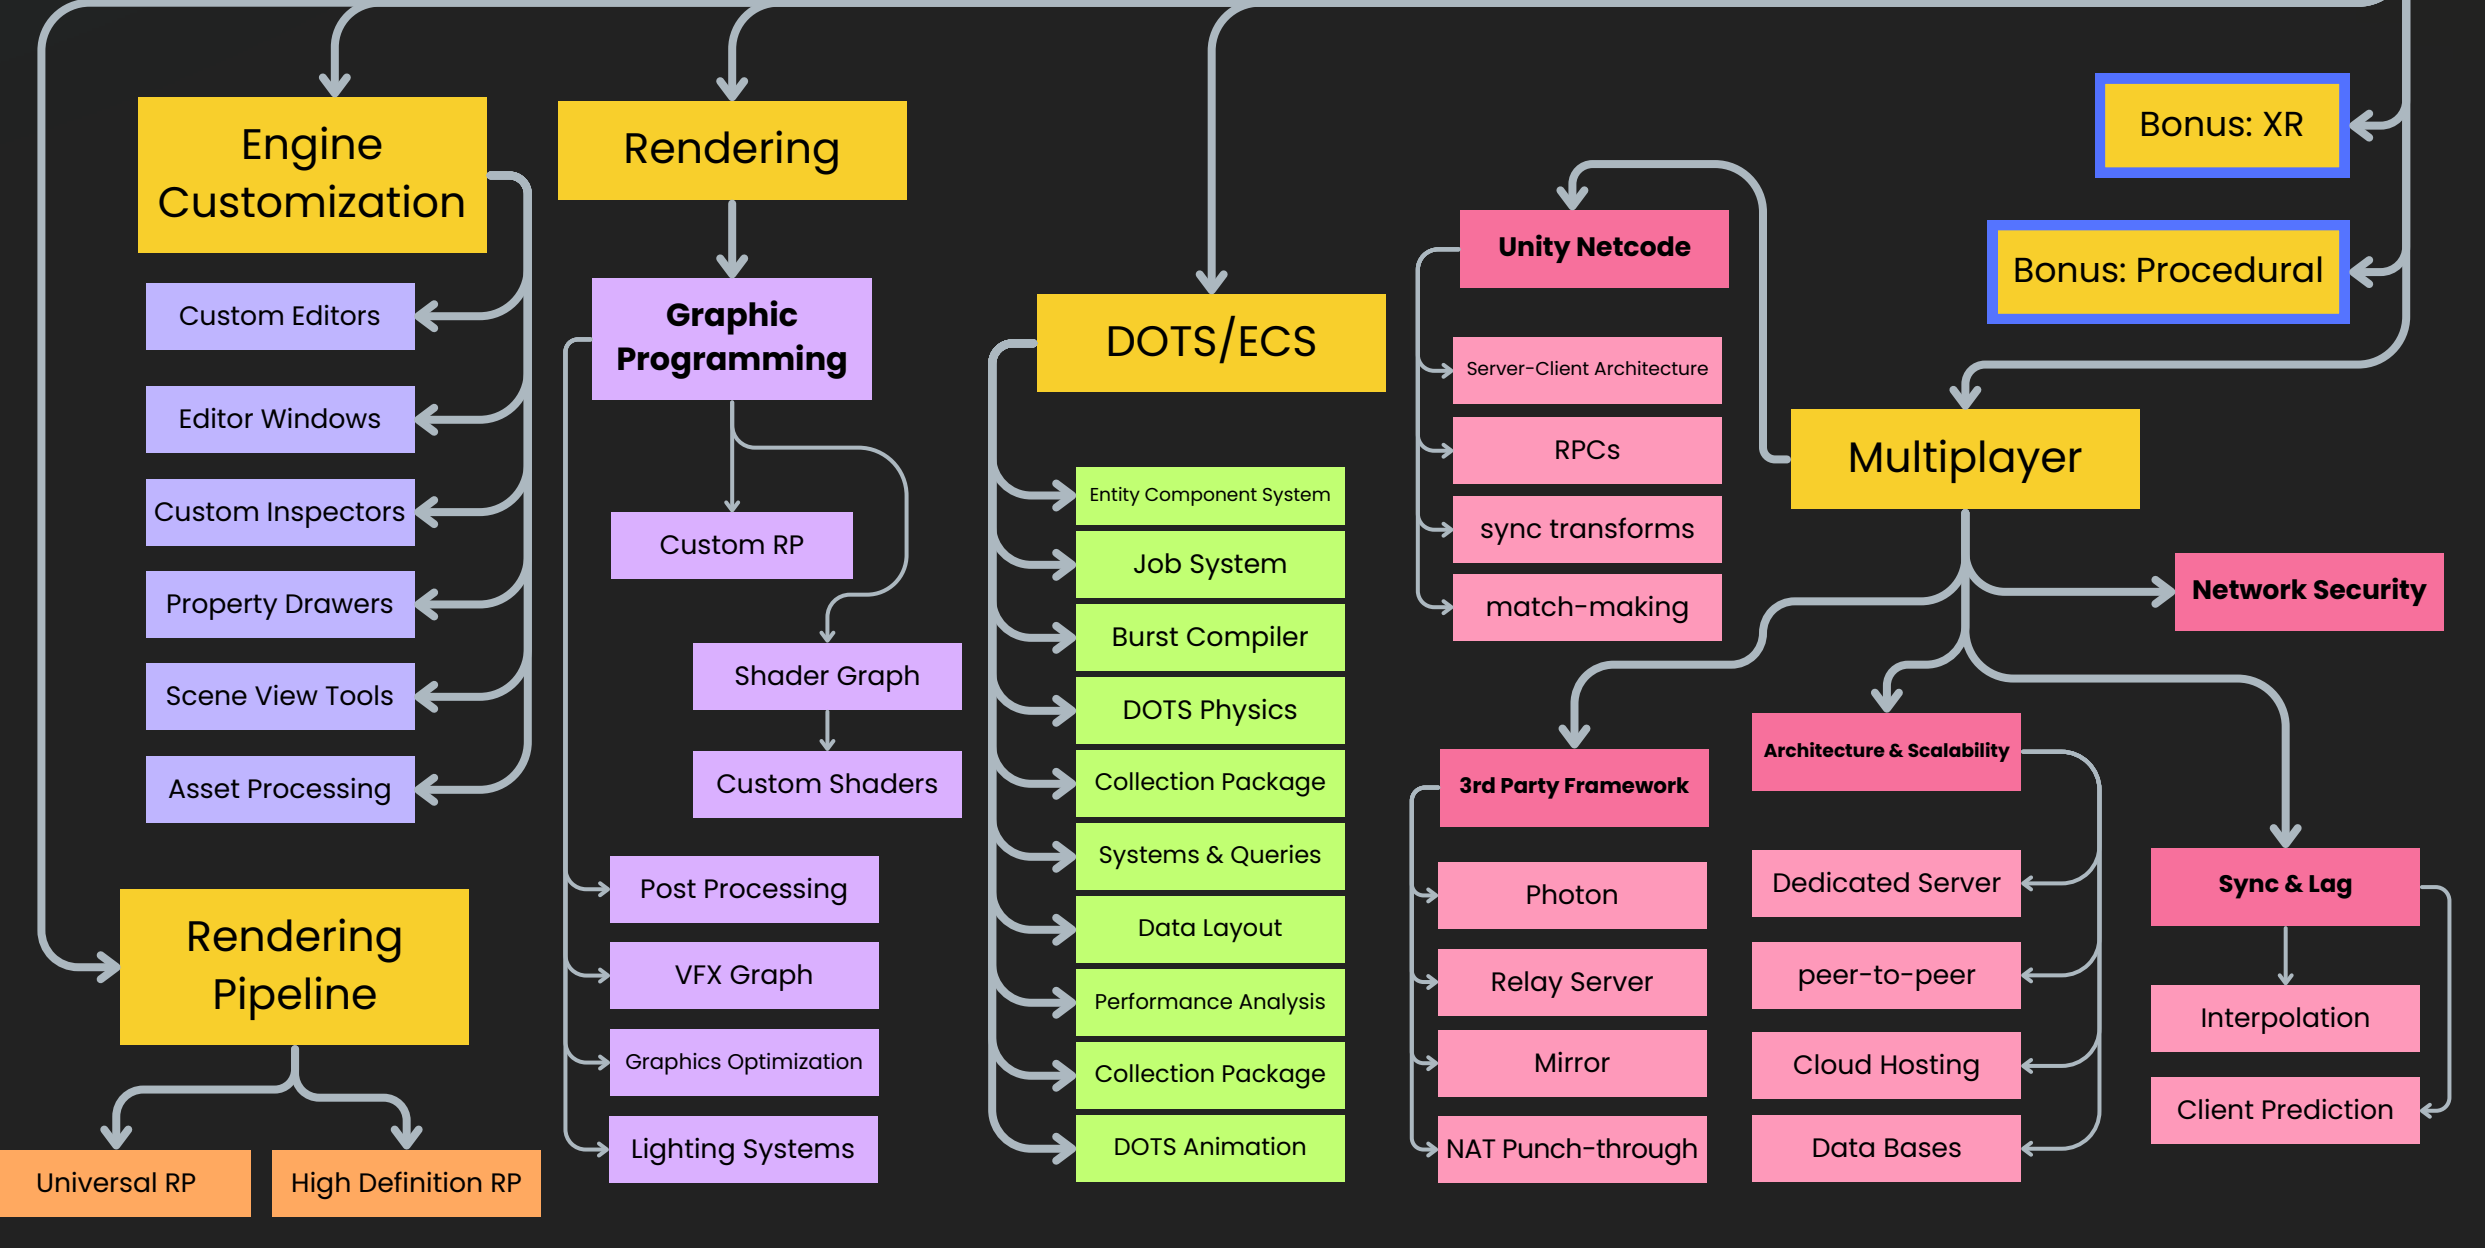 Engine
Customization
Custom Editors
Editor Windows
Custom Inspectors
Property Drawers
Scene View Tools
Asset Processing
Rendering
Pipeline
Universal RP
High Definition RP
Rendering
Graphic
Programming
Custom RP
Shader Graph
Custom Shaders
Post Processing
VFX Graph
Graphics Optimization
Lighting Systems
DOTS/ECS
Entity Component System
Job System
Burst Compiler
DOTS Physics
Collection Package
Systems & Queries
Data Layout
Performance Analysis
Collection Package
DOTS Animation
Bonus: XR
Bonus: Procedural
Multiplayer
Unity Netcode
Server-Client Architecture
RPCs
sync transforms
match-making
Network Security
3rd Party Framework
Photon
Relay Server
Mirror
NAT Punch-through
Architecture & Scalability
Dedicated Server
peer-to-peer
Cloud Hosting
Data Bases
Sync & Lag
Interpolation
Client Prediction